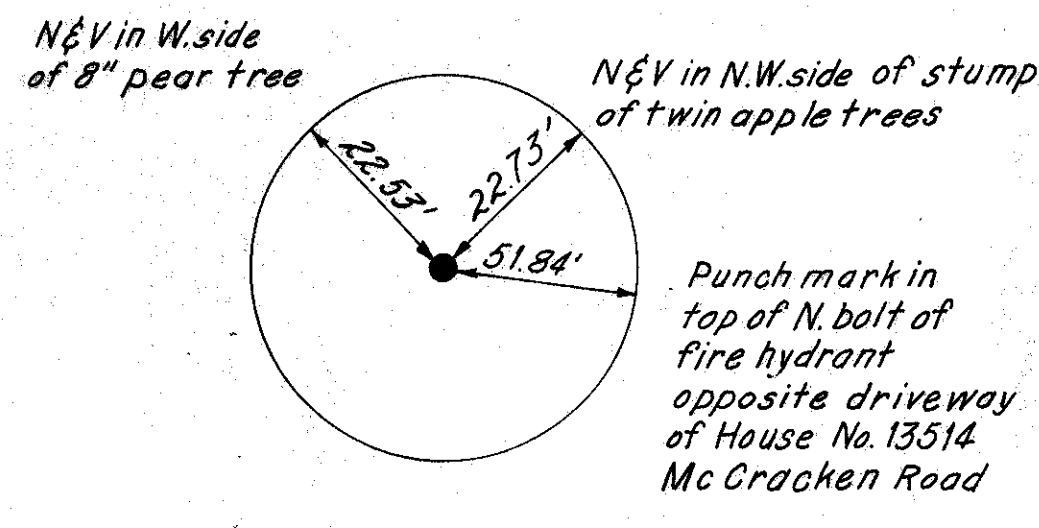 N&V in W. side
of 8" pear tree
N&V in N.W. side of stump
of twin apple trees
22.53'
22.73'
51.84'
Punch mark in
top of N. bolt of
fire hydrant
opposite driveway
of House No. 13514
Mc Cracken Road